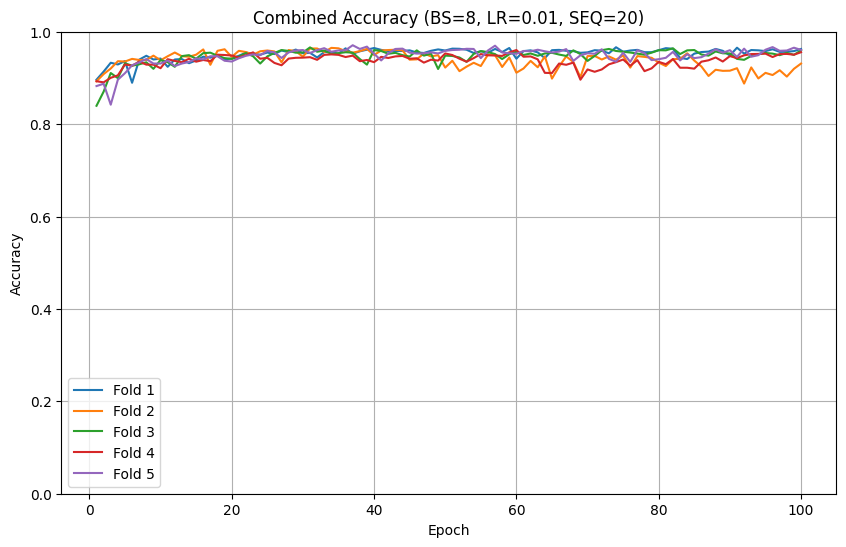 Combined Accuracy (BS=8, LR=0.01, SEQ=20)
1.0
0.8
0.6
0.4
0.2
0.0
Accuracy
Fold 1
Fold 2
Fold 3
Fold 4
Fold 5
0 20 40 60 80 100
Epoch